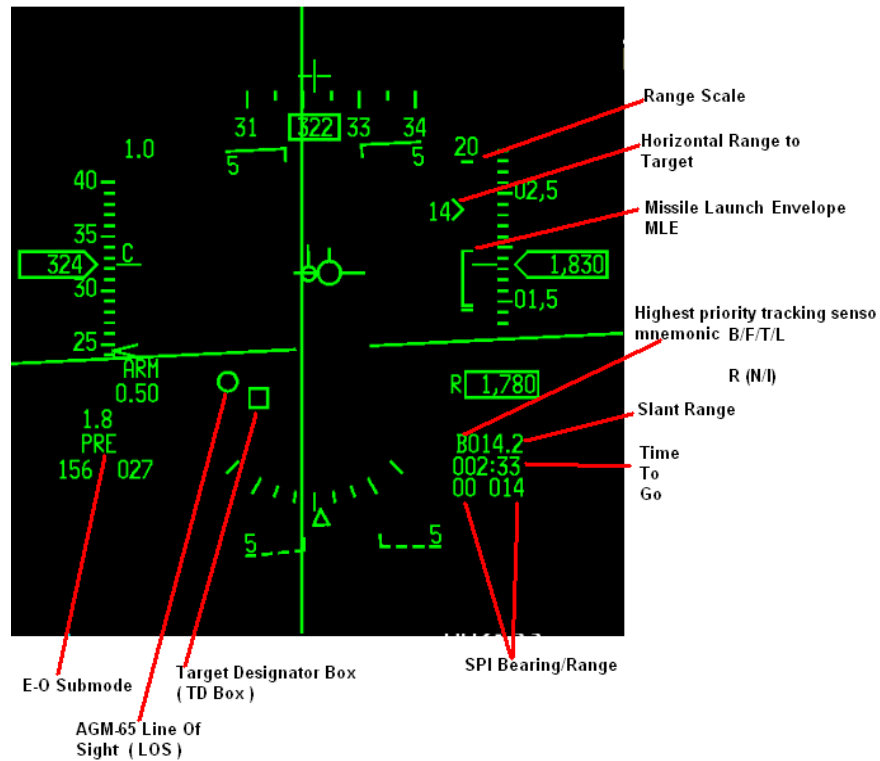 31 322 33 34
1.0
5 5
20
40
02,5
14
35
C
324
1,830
30
01,5
25
ARM
0.50
R 1,780
1.8
B014.2
PRE
002:33
156 027
00 014
5 5
Range Scale
Horizontal Range to
Target
Missile Launch Envelope
MLE
Highest priority tracking senso
mnemonic B/F/T/L
R (N/I)
Slant Range
Time
To
Go
SPI Bearing/Range
E-O Submode
Target Designator Box
( TD Box )
AGM-65 Line Of
Sight ( LOS )